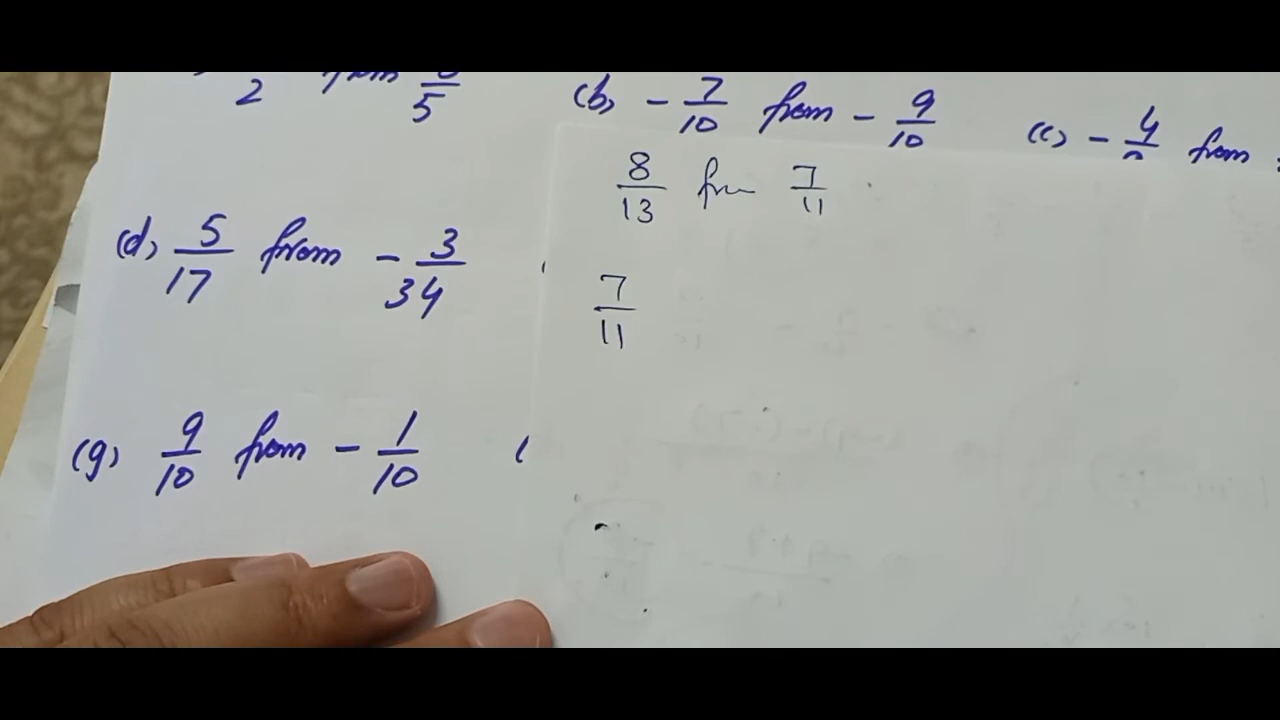 2 from 5
(b) - 7/10 from - 9/10
(c) - 4 from
8/13 from 7/11
(d) 5/17 from - 3/34
7/11
(g) 9/10 from - 1/10
(